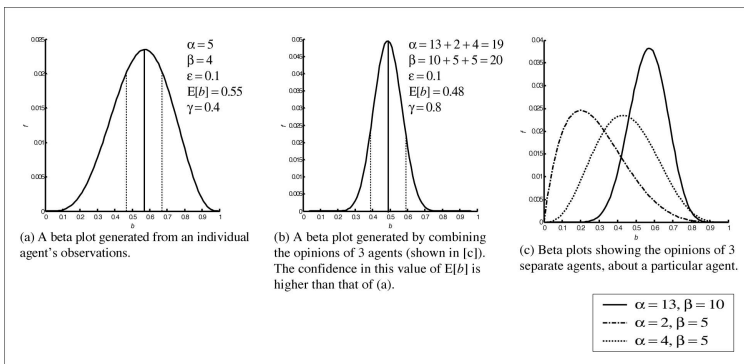 0.025
0.02
0.015
0.01
0.005
0
f
0 0.1 0.2 0.3 0.4 0.5 0.6 0.7 0.8 0.9 1
b
α = 5
β = 4
ε = 0.1
E[b] = 0.55
γ = 0.4
(a) A beta plot generated from an individual
agent's observations.
0.05
0.045
0.04
0.035
0.03
0.025
0.02
0.015
0.01
0.005
0
f
0 0.1 0.2 0.3 0.4 0.5 0.6 0.7 0.8 0.9 1
b
α = 13 + 2 + 4 = 19
β = 10 + 5 + 5 = 20
ε = 0.1
E[b] = 0.48
γ = 0.8
(b) A beta plot generated by combining
the opinions of 3 agents (shown in [c]).
The confidence in this value of E[b] is
higher than that of (a).
0.04
0.035
0.03
0.025
0.02
0.015
0.01
0.005
0
f
0 0.1 0.2 0.3 0.4 0.5 0.6 0.7 0.8 0.9 1
b
(c) Beta plots showing the opinions of 3
separate agents, about a particular agent.
α = 13, β = 10
α = 2, β = 5
α = 4, β = 5